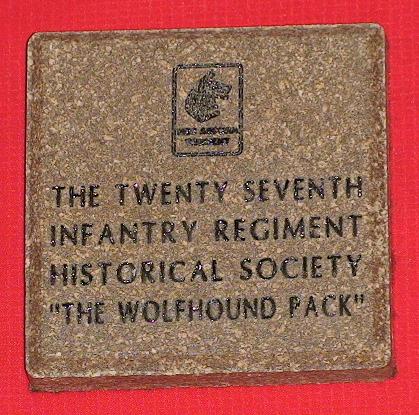 THE TWENTY SEVENTH
INFANTRY REGIMENT
HISTORICAL SOCIETY
"THE WOLFHOUND PACK"